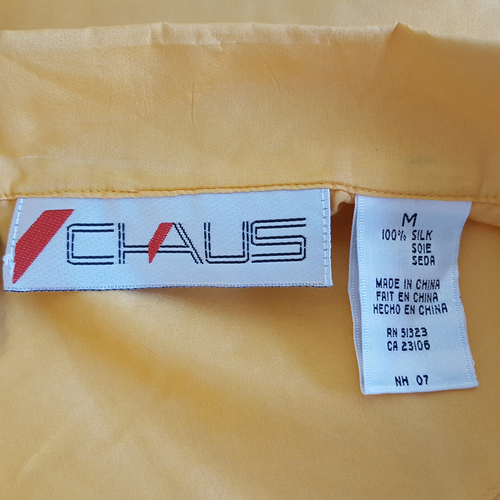 CHAUS
M
100% SILK
SOIE
SEDA
MADE IN CHINA
FAIT EN CHINA
HECHO EN CHINA
RN 51323
CA 23106
NH 07